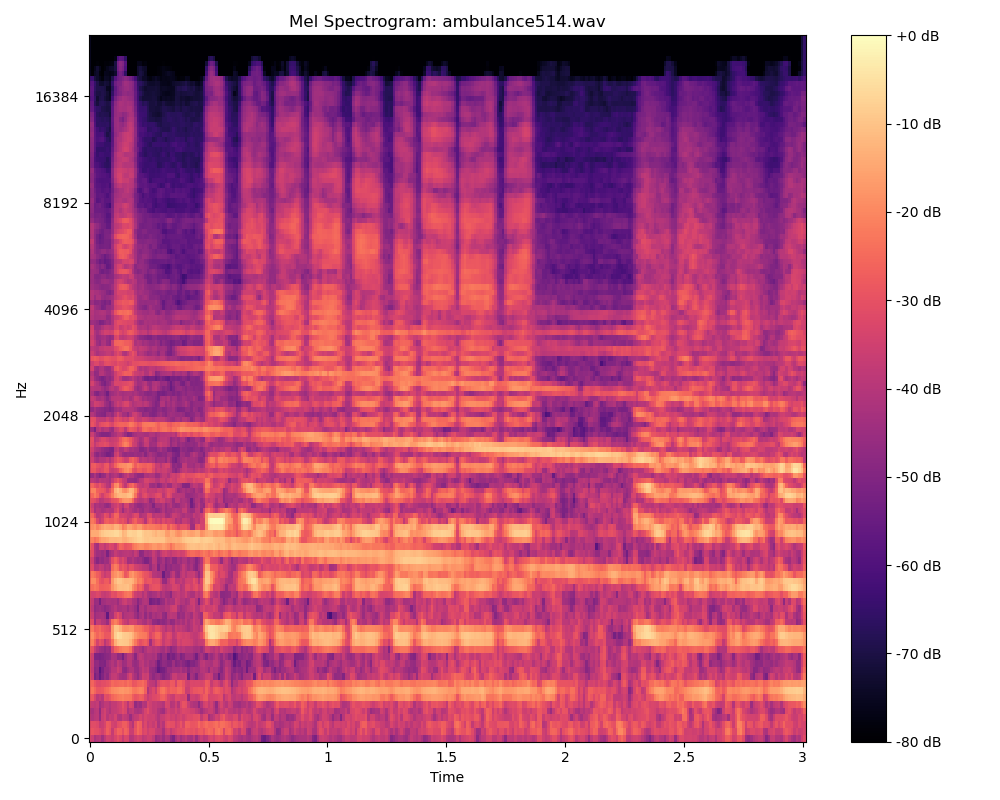 Mel Spectrogram: ambulance514.wav
+0 dB
16384
-10 dB
8192
-20 dB
4096
-30 dB
Hz
2048
-40 dB
1024
-50 dB
512
-60 dB
0
-70 dB
-80 dB
0
0.5
1
1.5
2
2.5
3
Time